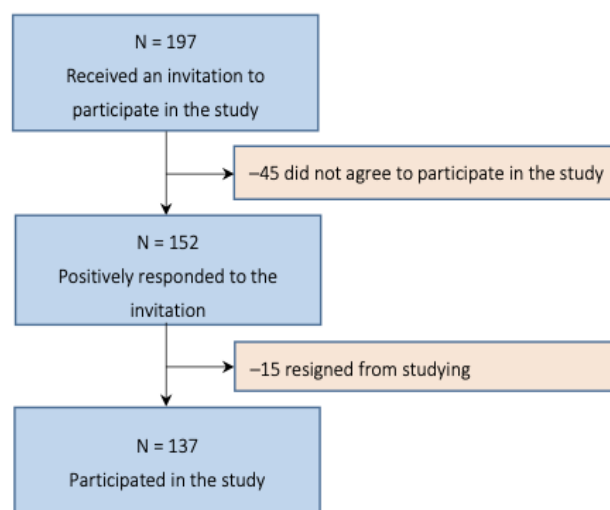 N = 197
Received an invitation to
participate in the study
–45 did not agree to participate in the study
N = 152
Positively responded to the
invitation
–15 resigned from studying
N = 137
Participated in the study